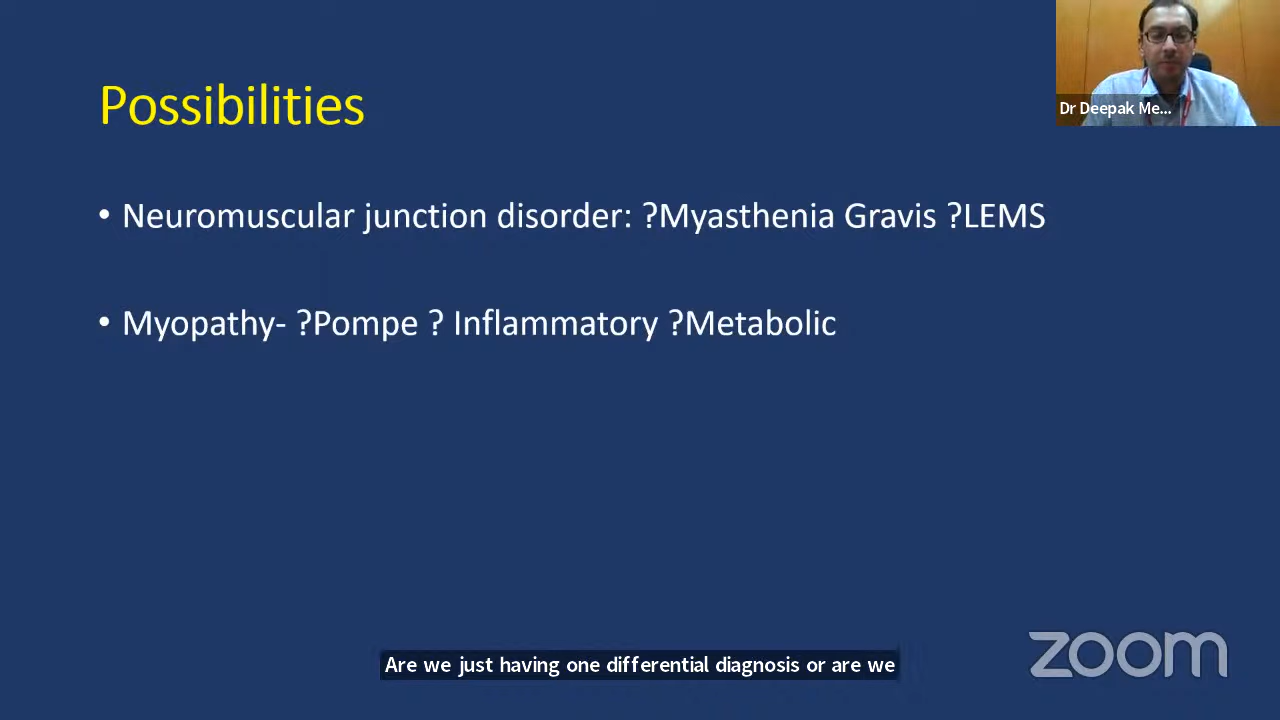 Possibilities
Dr Deepak Me...
• Neuromuscular junction disorder: ?Myasthenia Gravis ?LEMS
• Myopathy- ?Pompe ? Inflammatory ?Metabolic
Are we just having one differential diagnosis or are we
zoom